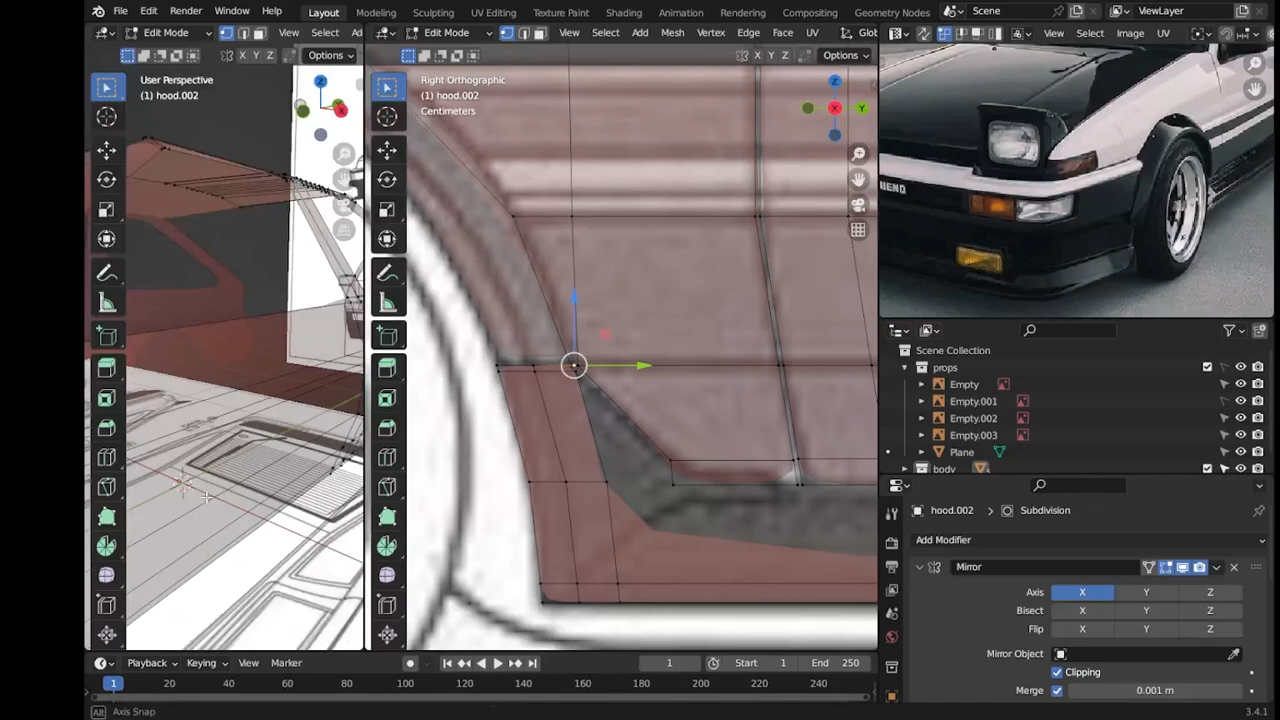 File Edit Render Window Help Layout Modeling Sculpting UV Editing Texture Paint Shading Animation Rendering Compositing Geometry Nodes Scene ViewLayer
Edit Mode View Select Ad Edit Mode View Select Add Mesh Vertex Edge Face UV Glob View Select Image UV
X Y Z Options X Y Z Options
User Perspective
(1) hood.002
Z
Right Orthographic
(1) hood.002
Centimeters
Z
X
Y
Scene Collection
props
Empty
Empty.001
Empty.002
Empty.003
Plane
body
hood.002 Subdivision
Add Modifier
Mirror
Axis X Y Z
Bisect X Y Z
Flip X Y Z
Mirror Object
Clipping
Merge 0.001 m
Playback Keying View Marker 1 Start 1 End 250
1 20 40 60 80 100 120 140 160 180 200 220 240
Alt Axis Snap 3.4.1